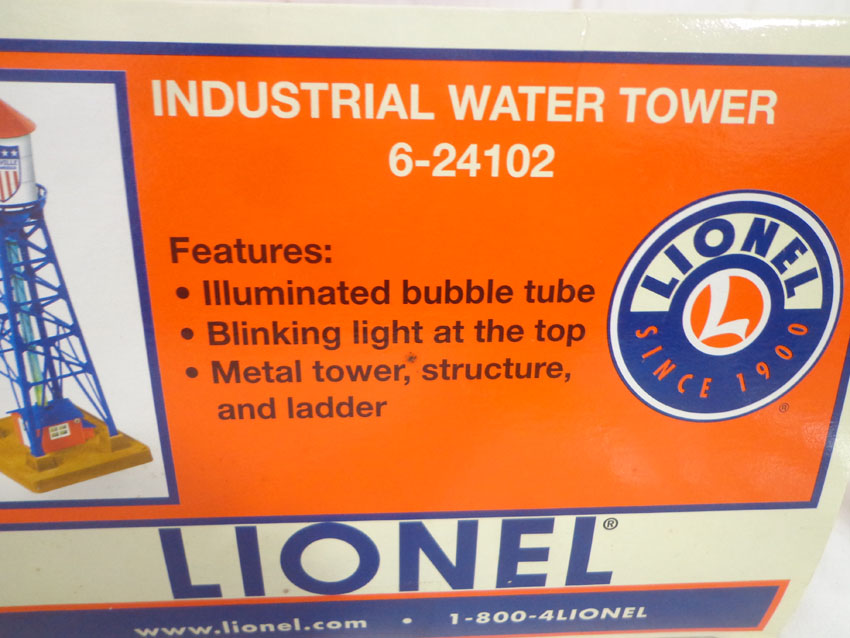 INDUSTRIAL WATER TOWER
6-24102
Features:
• Illuminated bubble tube
• Blinking light at the top
• Metal tower, structure,
and ladder
LIONEL
L
SINCE 1900
®
LIONEL®
www.lionel.com • 1-800-4LIONEL